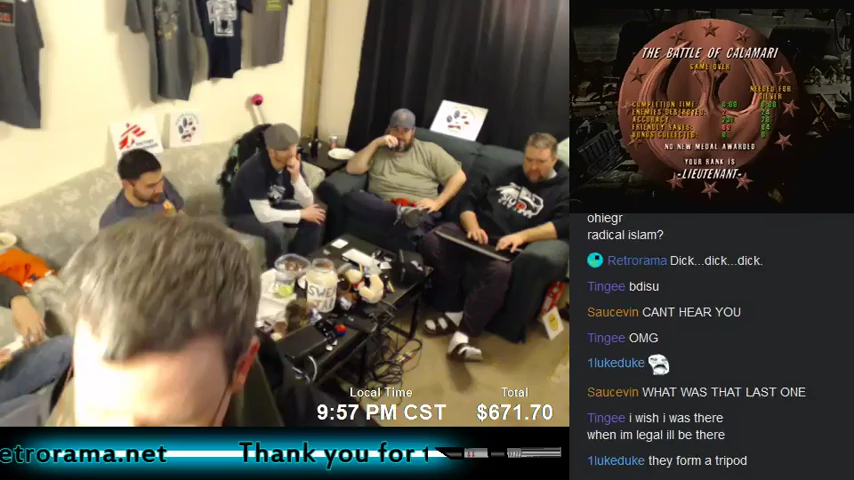 THE BATTLE OF CALAMARI
GAME OVER
NEEDED FOR
SILVER
COMPLETION TIME
ENEMIES DESTROYED
ACCURACY
FRIENDLY SAVES
BONUS COLLECTED
NO NEW MEDAL AWARDED
YOUR RANK IS
-LIEUTENANT-
SWEAR
JAR
ohlegr
radical islam?
Retrorama Dick...dick...dick.
Tingee bdisu
Saucevin CANT HEAR YOU
Tingee OMG
1lukeduke
Saucevin WHAT WAS THAT LAST ONE
Tingee i wish i was there
when im legal ill be there
1lukeduke they form a tripod
Local Time
9:57 PM CST
Total
$671.70
etrorama.net Thank you for